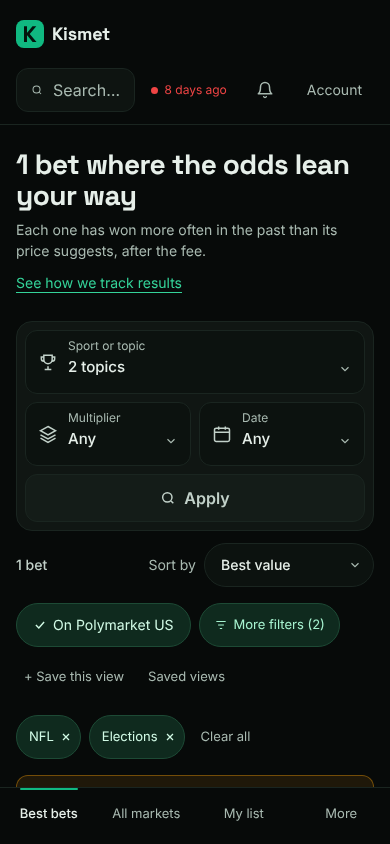 Kismet
Search...
8 days ago
Account
1 bet where the odds lean
your way
Each one has won more often in the past than its
price suggests, after the fee.
See how we track results
Sport or topic
2 topics
Multiplier
Any
Date
Any
Apply
1 bet
Sort by
Best value
On Polymarket US
More filters (2)
+ Save this view
Saved views
NFL ×
Elections ×
Clear all
Best bets
All markets
My list
More